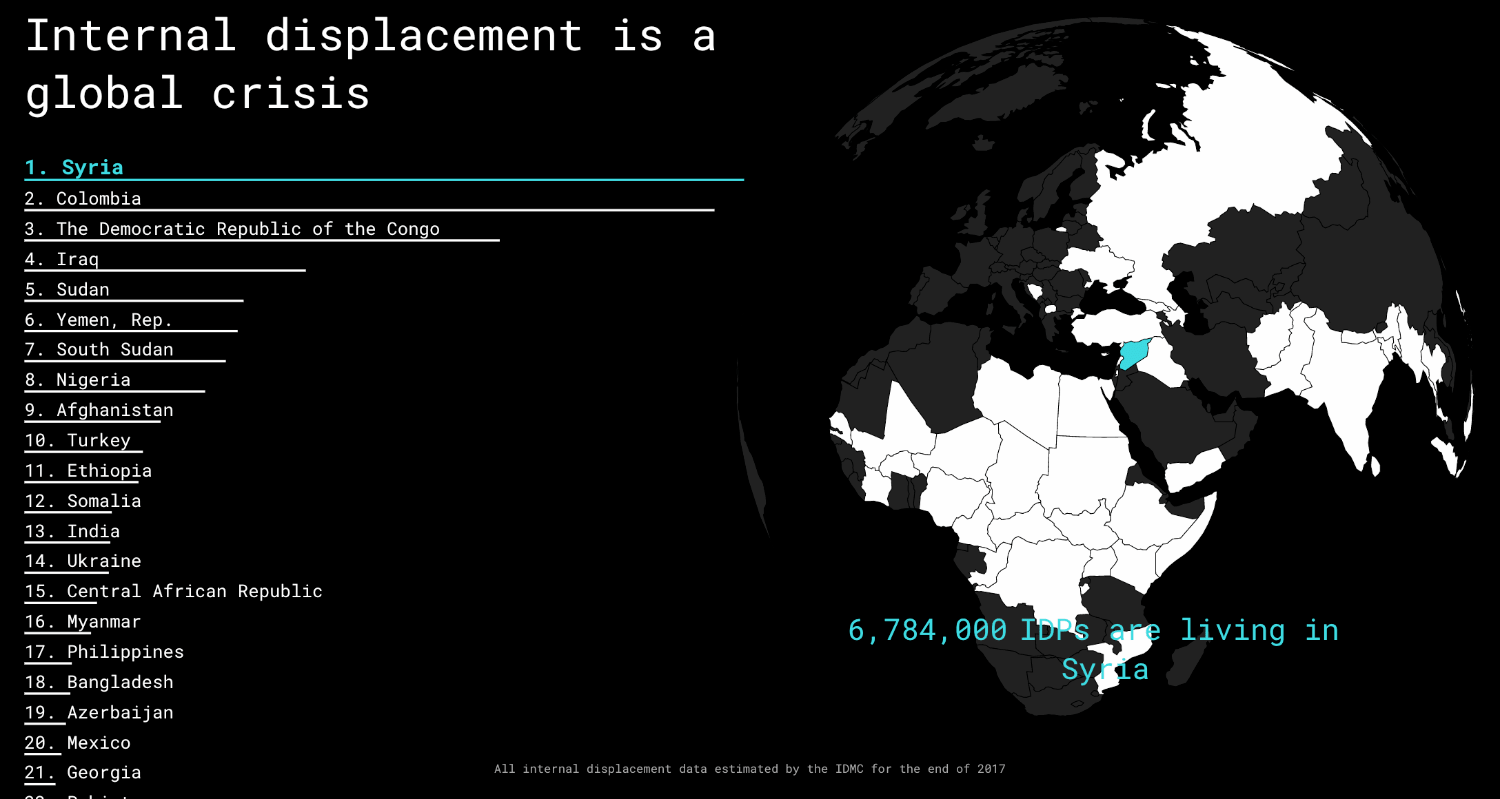 Internal displacement is a
global crisis
1. Syria
2. Colombia
3. The Democratic Republic of the Congo
4. Iraq
5. Sudan
6. Yemen, Rep.
7. South Sudan
8. Nigeria
9. Afghanistan
10. Turkey
11. Ethiopia
12. Somalia
13. India
14. Ukraine
15. Central African Republic
16. Myanmar
17. Philippines
18. Bangladesh
19. Azerbaijan
20. Mexico
21. Georgia
6,784,000 IDPs are living in
Syria
All internal displacement data estimated by the IDMC for the end of 2017